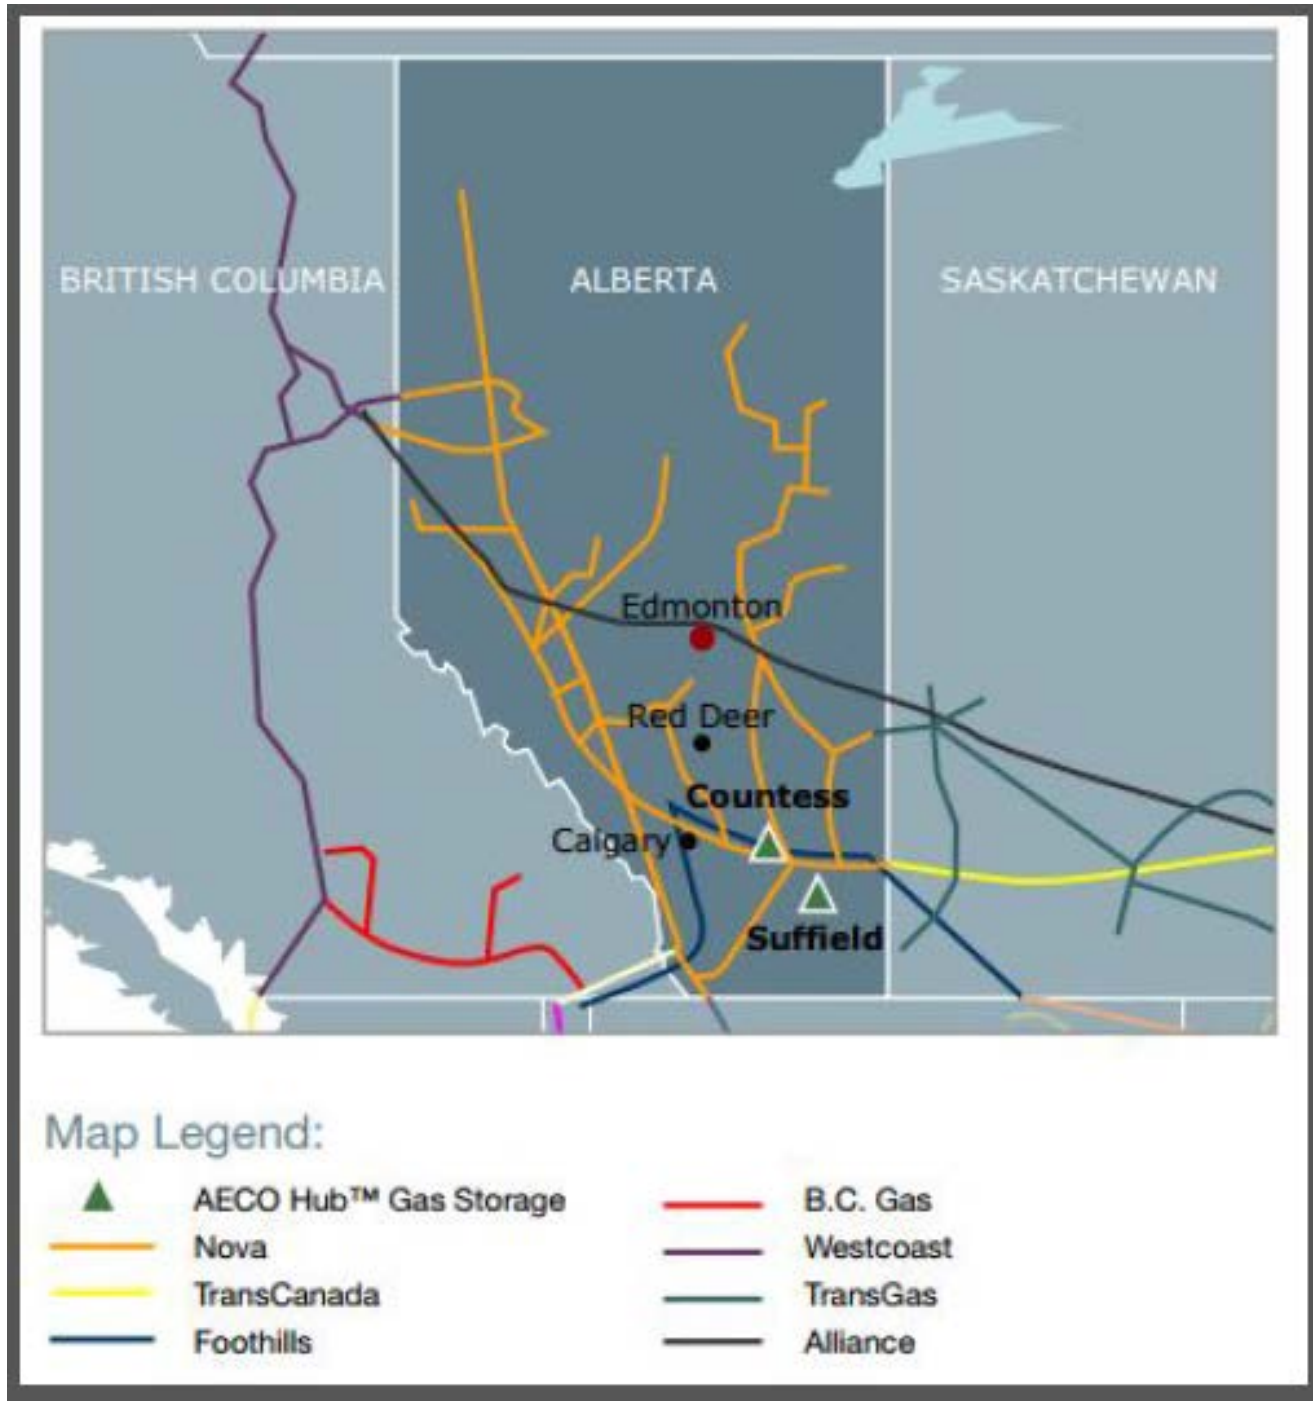 BRITISH COLUMBIA
ALBERTA
SASKATCHEWAN
Edmonton
Red Deer
Countess
Calgary
Suffield
Map Legend:
AECO Hub™ Gas Storage
Nova
TransCanada
Foothills
B.C. Gas
Westcoast
TransGas
Alliance